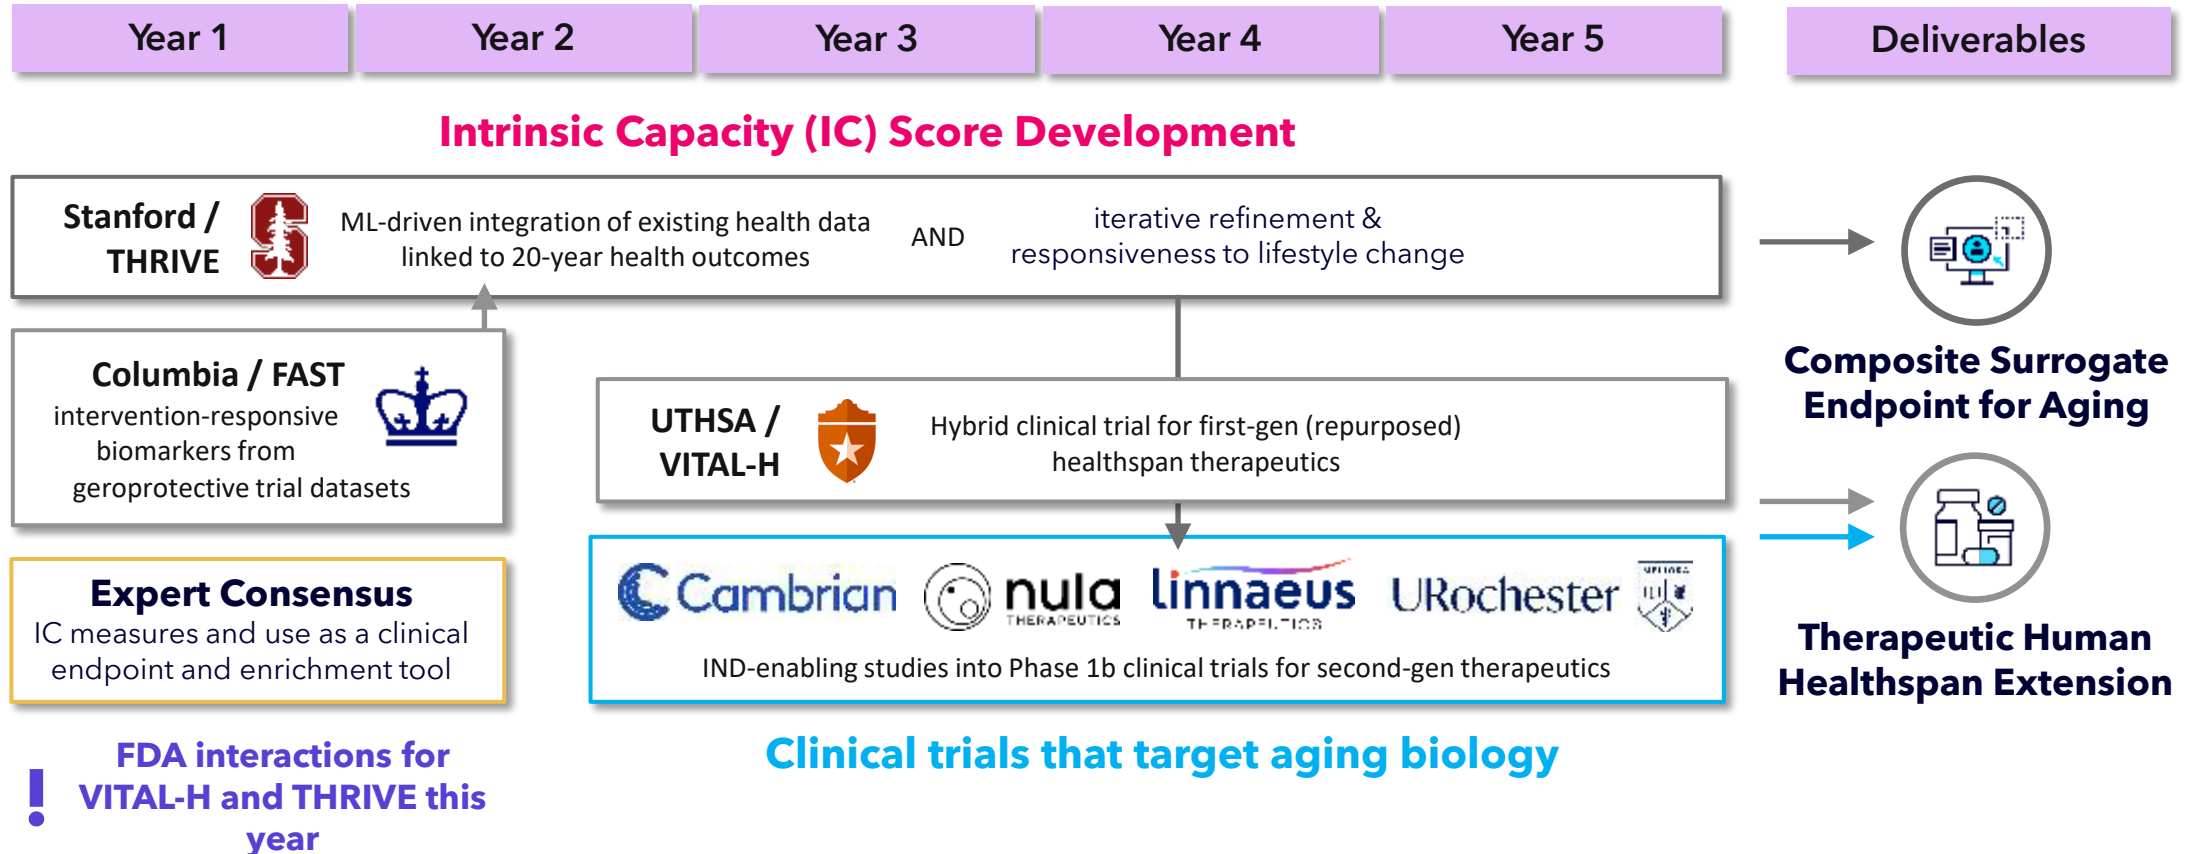 Year 1
Year 2
Year 3
Year 4
Year 5
Deliverables
Intrinsic Capacity (IC) Score Development
Stanford /
THRIVE
ML-driven integration of existing health data
linked to 20-year health outcomes
AND
iterative refinement &
responsiveness to lifestyle change
Composite Surrogate
Endpoint for Aging
Columbia / FAST
intervention-responsive
biomarkers from
geroprotective trial datasets
UTHSA /
VITAL-H
Hybrid clinical trial for first-gen (repurposed)
healthspan therapeutics
Expert Consensus
IC measures and use as a clinical
endpoint and enrichment tool
Cambrian
nula
THERAPEUTICS
linnaeus
THERAPEUTICS
URochester
MELIORA
IND-enabling studies into Phase 1b clinical trials for second-gen therapeutics
Therapeutic Human
Healthspan Extension
! FDA interactions for
VITAL-H and THRIVE this
year
Clinical trials that target aging biology